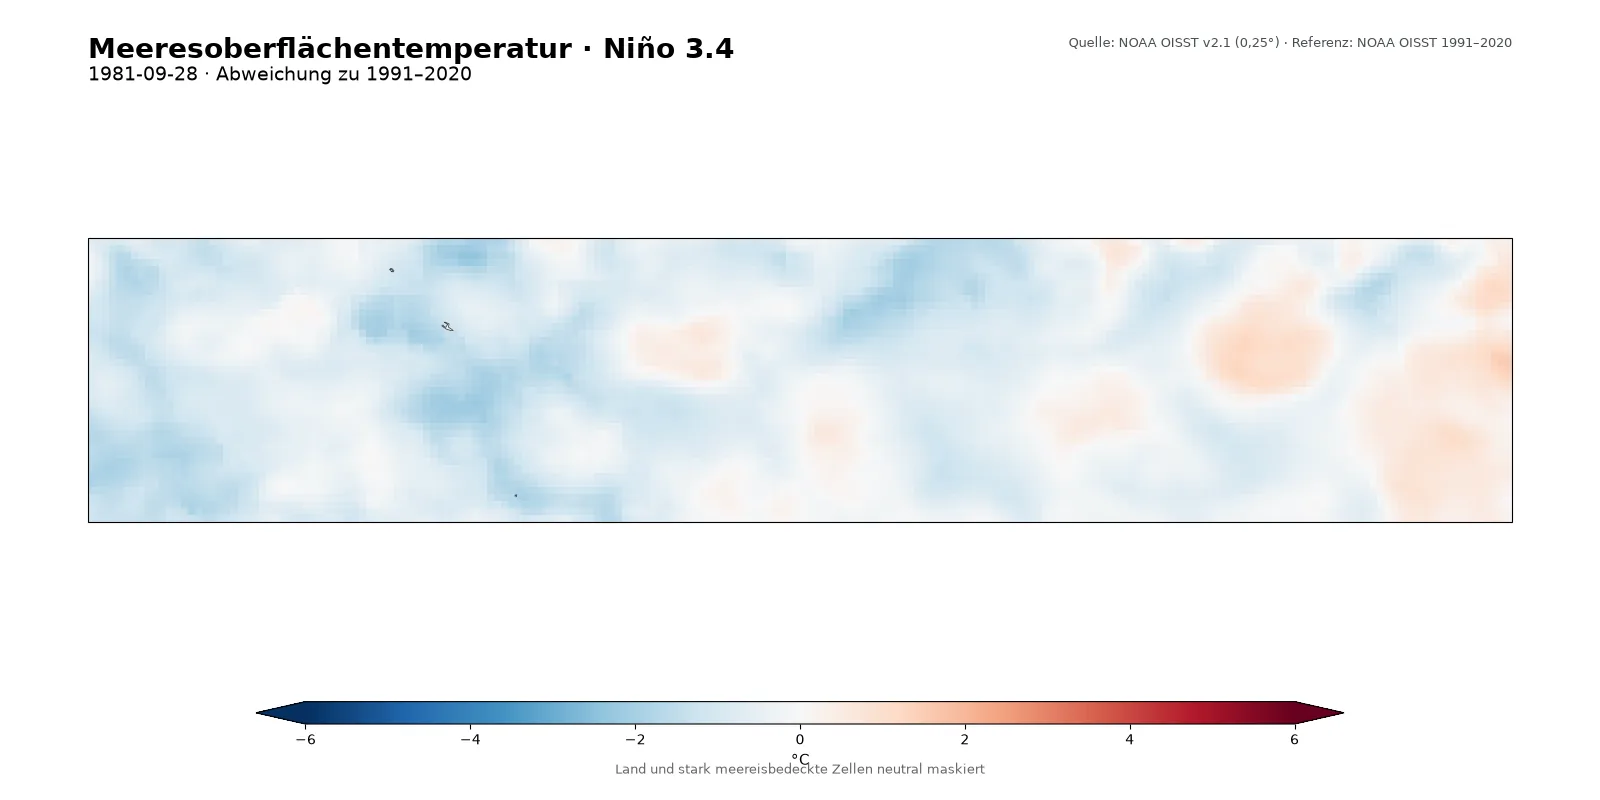 Meeresoberflächentemperatur · Niño 3.4
1981-09-28 · Abweichung zu 1991–2020
Quelle: NOAA OISST v2.1 (0,25°) · Referenz: NOAA OISST 1991–2020
−6 −4 −2 0 2 4 6
°C
Land und stark meereisbedeckte Zellen neutral maskiert